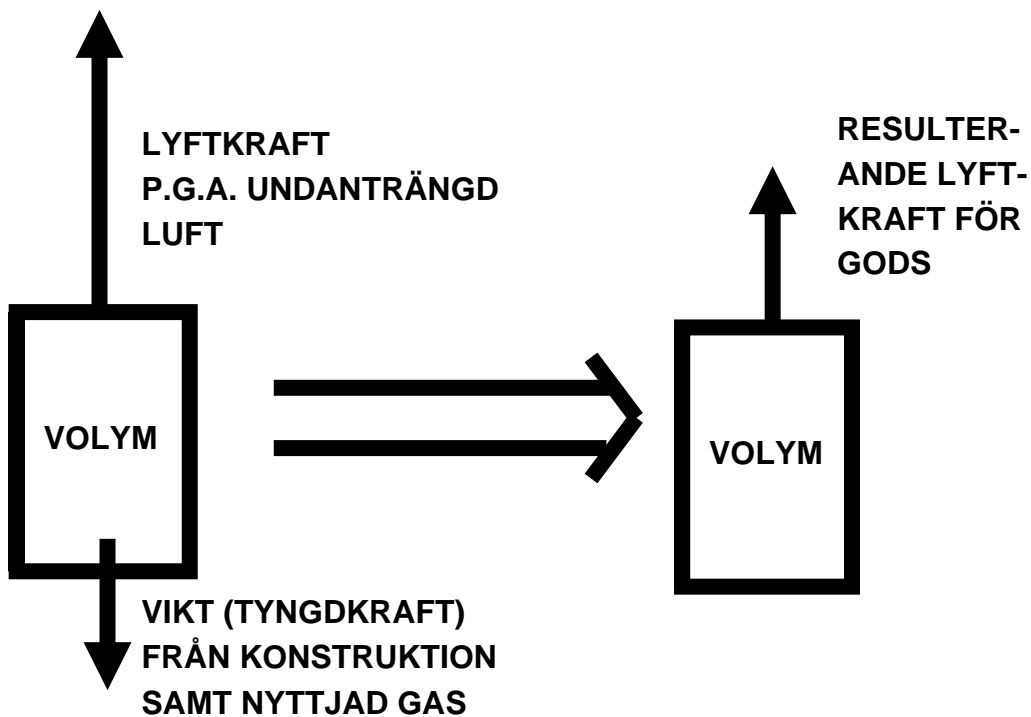 LYFTKRAFT
P.G.A. UNDANTRÄNGD
LUFT
VOLYM
VIKT (TYNGDKRAFT)
FRÅN KONSTRUKTION
SAMT NYTTJAD GAS
RESULTER-
ANDE LYFT-
KRAFT FÖR
GODS
VOLYM